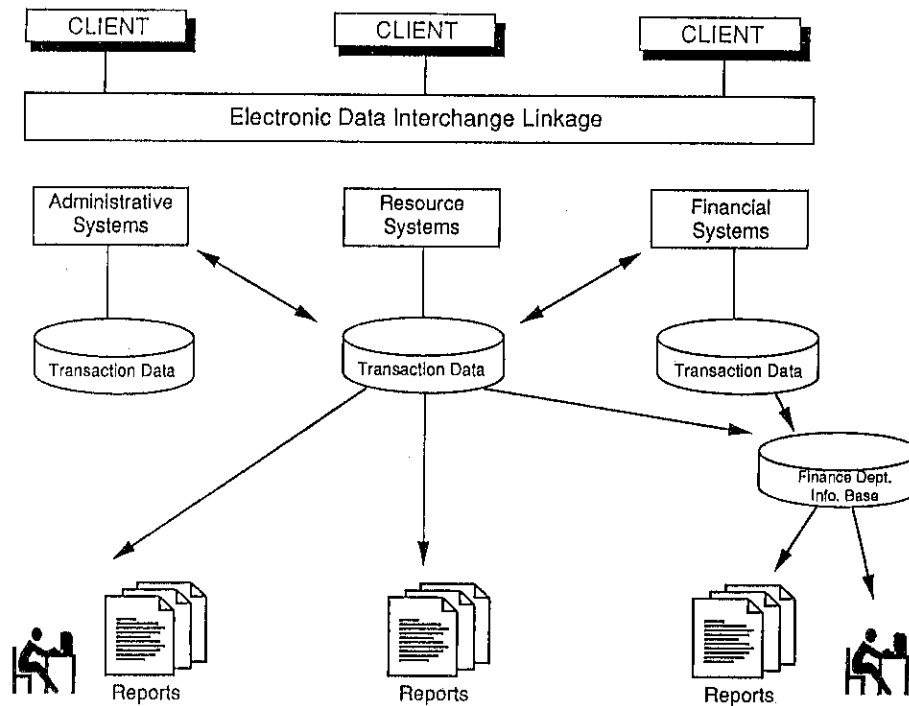 CLIENT
CLIENT
CLIENT
Electronic Data Interchange Linkage
Administrative
Systems
Resource
Systems
Financial
Systems
Transaction Data
Transaction Data
Transaction Data
Finance Dept.
Info. Base
Reports
Reports
Reports